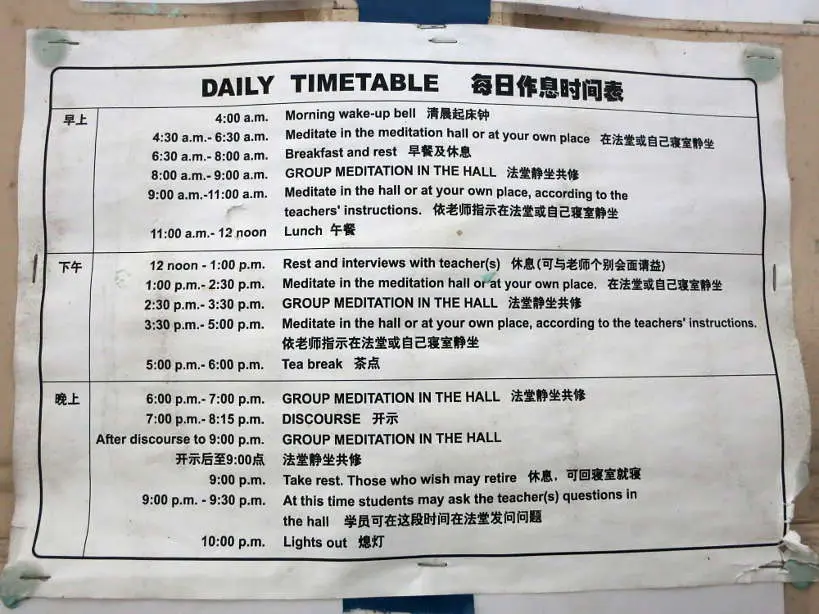 DAILY TIMETABLE 每日作息时间表
早上 4:00 a.m. Morning wake-up bell 清晨起床钟
4:30 a.m.- 6:30 a.m. Meditate in the meditation hall or at your own place 在法堂或自己寝室静坐
6:30 a.m. - 8:00 a.m. Breakfast and rest 早餐及休息
8:00 a.m. - 9:00 a.m. GROUP MEDITATION IN THE HALL 法堂静坐共修
9:00 a.m. -11:00 a.m. Meditate in the hall or at your own place, according to the
teachers' instructions. 依老师指示在法堂或自己寝室静坐
11:00 a.m.- 12 noon Lunch 午餐
下午 12 noon - 1:00 p.m. Rest and interviews with teacher(s) 休息(可与老师个别会面请益)
1:00 p.m.- 2:30 p.m. Meditate in the meditation hall or at your own place. 在法堂或自己寝室静坐
2:30 p.m.- 3:30 p.m. GROUP MEDITATION IN THE HALL 法堂静坐共修
3:30 p.m.- 5:00 p.m. Meditate in the hall or at your own place, according to the teachers' instructions.
依老师指示在法堂或自己寝室静坐
5:00 p.m.- 6:00 p.m. Tea break 茶点
晚上 6:00 p.m.- 7:00 p.m. GROUP MEDITATION IN THE HALL 法堂静坐共修
7:00 p.m.- 8:15 p.m. DISCOURSE 开示
After discourse to 9:00 p.m. GROUP MEDITATION IN THE HALL
开示后至9:00点 法堂静坐共修
9:00 p.m. Take rest. Those who wish may retire 休息，可回寝室就寝
9:00 p.m. - 9:30 p.m. At this time students may ask the teacher(s) questions in
the hall 学员可在这段时间在法堂发问问题
10:00 p.m. Lights out 熄灯